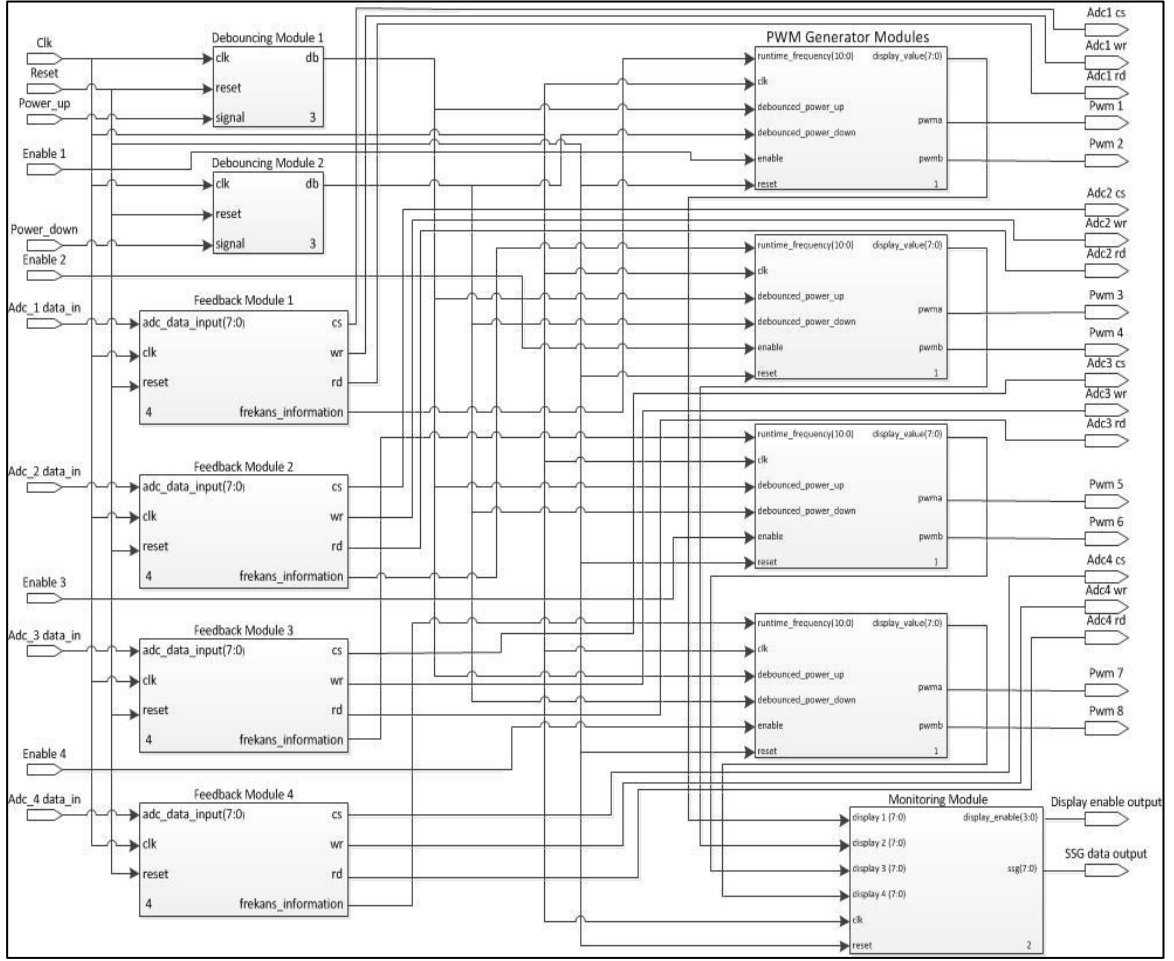 Clk
Reset
Power_up
Enable 1
Power_down
Enable 2
Adc_1 data_in
Adc_2 data_in
Enable 3
Adc_3 data_in
Enable 4
Adc_4 data_in
Debouncing Module 1
clk db
reset
signal 3
Debouncing Module 2
clk db
reset
signal 3
Feedback Module 1
adc_data_input(7:0) cs
clk wr
reset rd
4 frekans_information
Feedback Module 2
adc_data_input(7:0) cs
clk wr
reset rd
4 frekans_information
Feedback Module 3
adc_data_input(7:0) cs
clk wr
reset rd
4 frekans_information
Feedback Module 4
adc_data_input(7:0) cs
clk wr
reset rd
4 frekans_information
PWM Generator Modules
runtime_frequency(10:0) display_value(7:0)
clk
debounced_power_up
pwma
debounced_power_down
enable pwmb
reset 1
runtime_frequency(10:0) display_value(7:0)
clk
debounced_power_up
pwma
debounced_power_down
enable pwmb
reset 1
runtime_frequency(10:0) display_value(7:0)
clk
debounced_power_up
pwma
debounced_power_down
enable pwmb
reset 1
runtime_frequency(10:0) display_value(7:0)
clk
debounced_power_up
pwma
debounced_power_down
enable pwmb
reset 1
Monitoring Module
display 1 (7:0) display_enable(3:0)
display 2 (7:0)
display 3 (7:0) ssg(7:0)
display 4 (7:0)
clk
reset 2
Adc1 cs
Adc1 wr
Adc1 rd
Pwm 1
Pwm 2
Adc2 cs
Adc2 wr
Adc2 rd
Pwm 3
Pwm 4
Adc3 cs
Adc3 wr
Adc3 rd
Pwm 5
Pwm 6
Adc4 cs
Adc4 wr
Adc4 rd
Pwm 7
Pwm 8
Display enable output
SSG data output